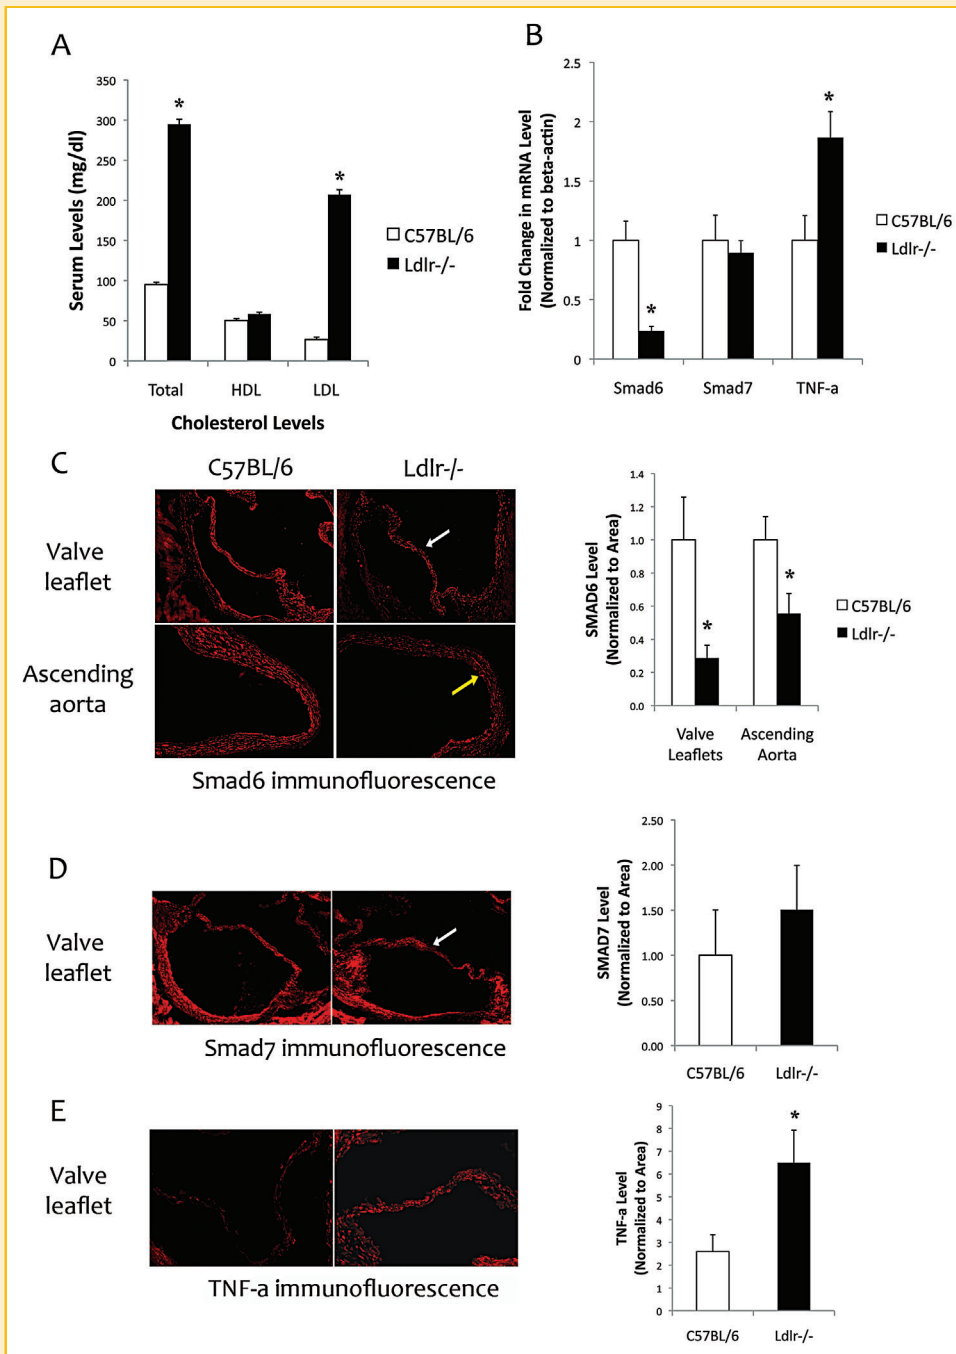 A
350
300
250
200
150
100
50
0
Serum Levels (mg/dl)
*
*
Total HDL LDL
Cholesterol Levels
C57BL/6
Ldlr-/-
B
2.5
2
1.5
1
0.5
0
Fold Change in mRNA Level
(Normalized to beta-actin)
*
*
Smad6 Smad7 TNF-a
C57BL/6
Ldlr-/-
C
C57BL/6 Ldlr-/-
Valve
leaflet
Ascending
aorta
Smad6 immunofluorescence
1.4
1.2
1.0
0.8
0.6
0.4
0.2
0.0
SMAD6 Level
(Normalized to Area)
*
*
Valve
Leaflets
Ascending
Aorta
C57BL/6
Ldlr-/-
D
Valve
leaflet
Smad7 immunofluorescence
2.50
2.00
1.50
1.00
0.50
0.00
SMAD7 Level
(Normalized to Area)
C57BL/6 Ldlr-/-
E
Valve
leaflet
TNF-a immunofluorescence
9
8
7
6
5
4
3
2
1
0
TNF-a Level
(Normalized to Area)
*
C57BL/6 Ldlr-/-